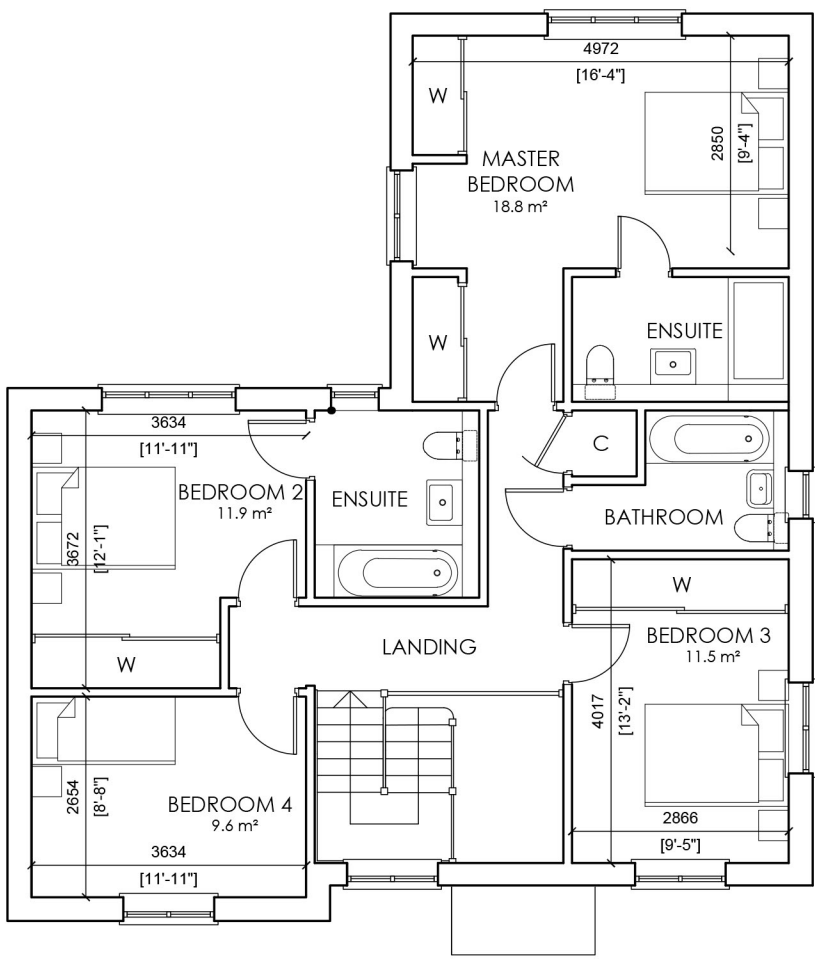 4972
[16'-4"]
W
2850
[9'-4"]
MASTER
BEDROOM
18.8 m²
ENSUITE
W
3634
[11'-11"]
C
BEDROOM 2
11.9 m²
ENSUITE
BATHROOM
3672
[12'-1"]
W
W
LANDING
BEDROOM 3
11.5 m²
4017
[13'-2"]
2654
[8'-8"]
BEDROOM 4
9.6 m²
2866
[9'-5"]
3634
[11'-11"]